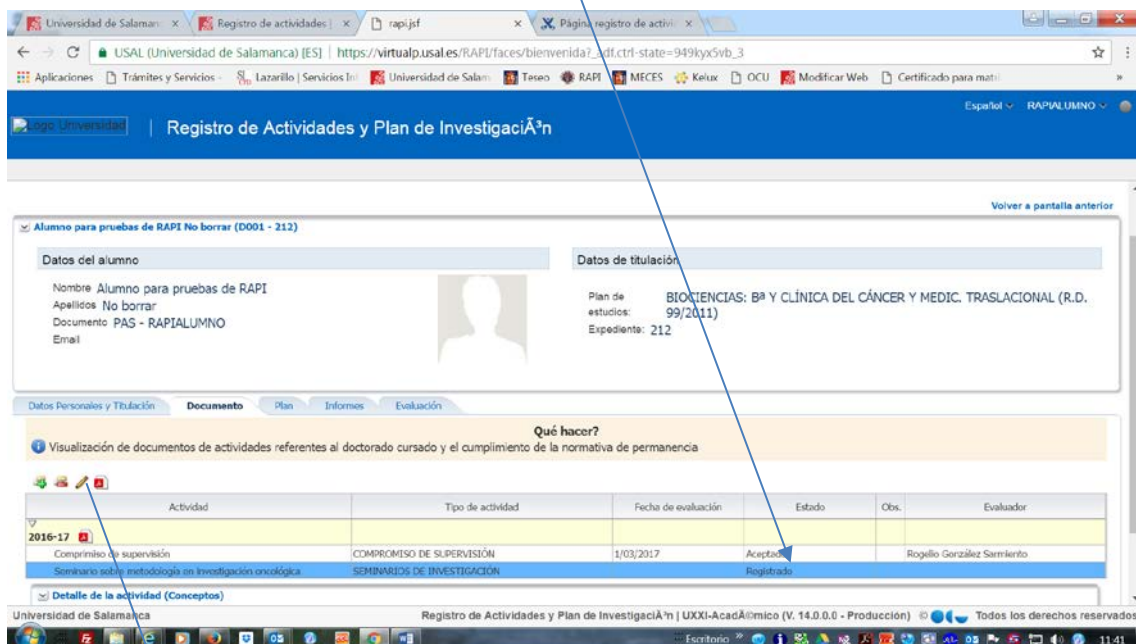 Universidad de Salaman
Registro de actividades |
rapi.jsf
Página registro de activi
USAL (Universidad de Salamanca) [ES] | https://virtualp.usal.es/RAPI/faces/bienvenida?_adf.ctrl-state=949kyx5vb_3
Aplicaciones Trámites y Servicios - Lazarillo | Servicios In Universidad de Salam Teseo RAPI MECES Kelux OCU Modificar Web Certificado para mat
Español RAPIALUMNO
Logo Universidad | Registro de Actividades y Plan de InvestigaciÃ³n
Volver a pantalla anterior
Alumno para pruebas de RAPI No borrar (D001 - 212)
Datos del alumno
Datos de titulación
Nombre Alumno para pruebas de RAPI
Apellidos No borrar
Documento PAS - RAPIALUMNO
Email
Plan de estudios: BIOCIENCIAS: Bª Y CLÍNICA DEL CÁNCER Y MEDIC. TRASLACIONAL (R.D. 99/2011)
Expediente: 212
Datos Personales y Titulación Documento Plan Informes Evaluación
Qué hacer?
Visualización de documentos de actividades referentes al doctorado cursado y el cumplimiento de la normativa de permanencia
Actividad Tipo de actividad Fecha de evaluación Estado Obs. Evaluador
2016-17
Comprimiso de supervisión COMPROMISO DE SUPERVISIÓN 1/03/2017 Aceptado Rogelio González Sarmiento
Seminario sobre metodología en investigación oncológica SEMINARIOS DE INVESTIGACIÓN Registrado
Detalle de la actividad (Conceptos)
Universidad de Salamanca Registro de Actividades y Plan de InvestigaciÃ³n | UXXI-AcadÃ©mico (V. 14.0.0.0 - Producción) © Todos los derechos reservados
Escritorio » 11:41